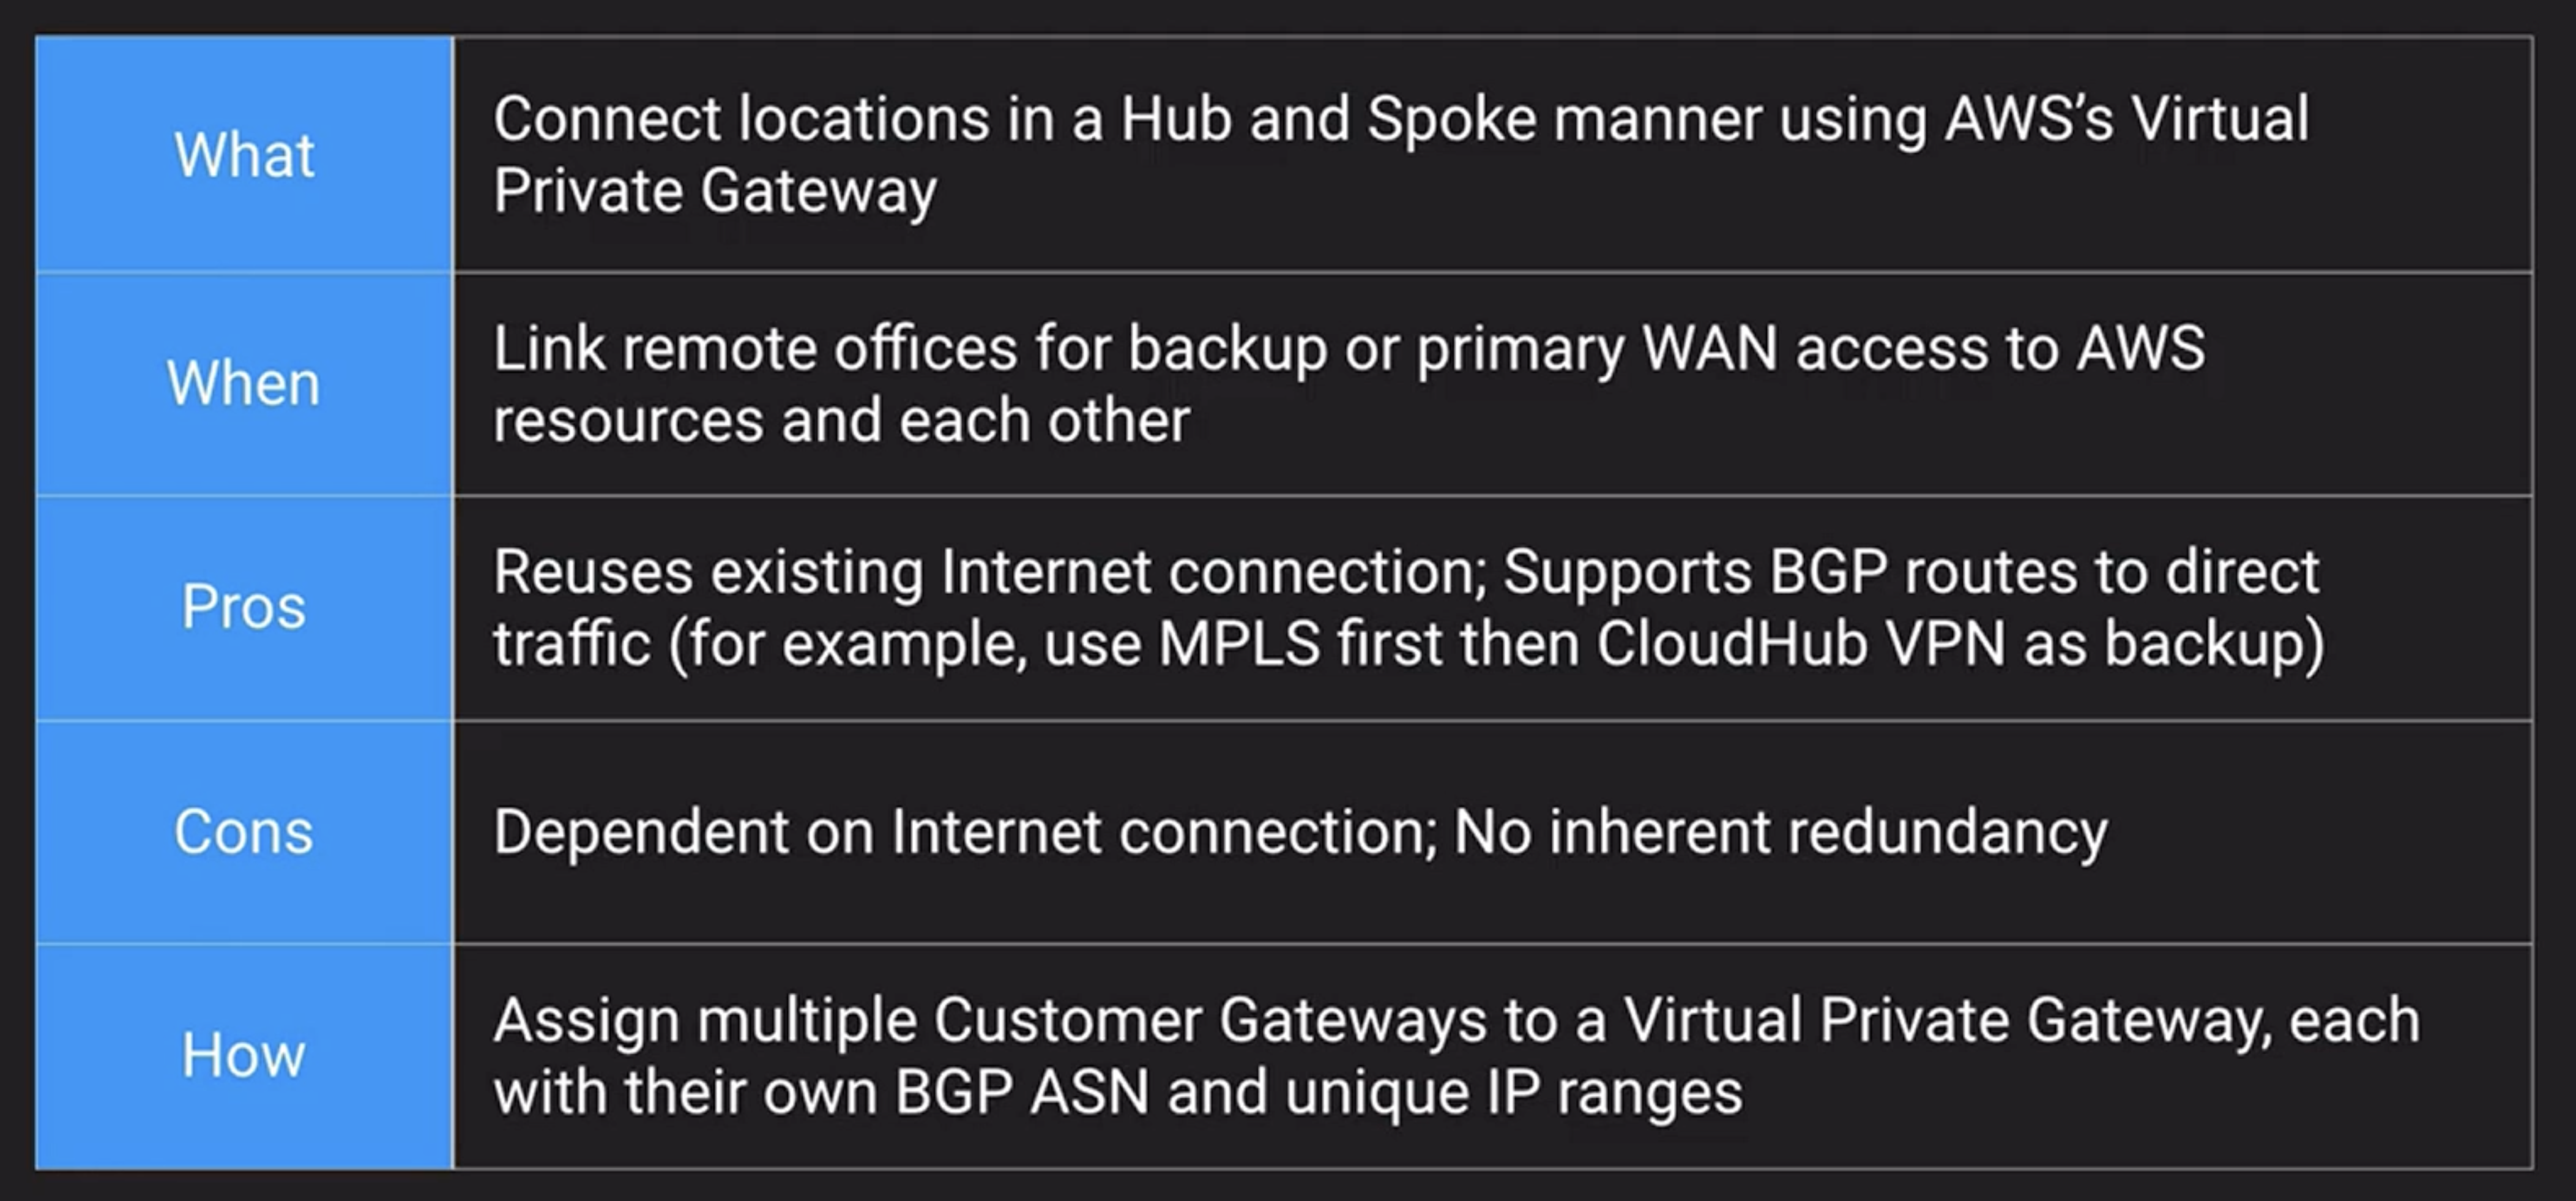 What
Connect locations in a Hub and Spoke manner using AWS’s Virtual
Private Gateway
When
Link remote offices for backup or primary WAN access to AWS
resources and each other
Pros
Reuses existing Internet connection; Supports BGP routes to direct
traffic (for example, use MPLS first then CloudHub VPN as backup)
Cons
Dependent on Internet connection; No inherent redundancy
How
Assign multiple Customer Gateways to a Virtual Private Gateway, each
with their own BGP ASN and unique IP ranges